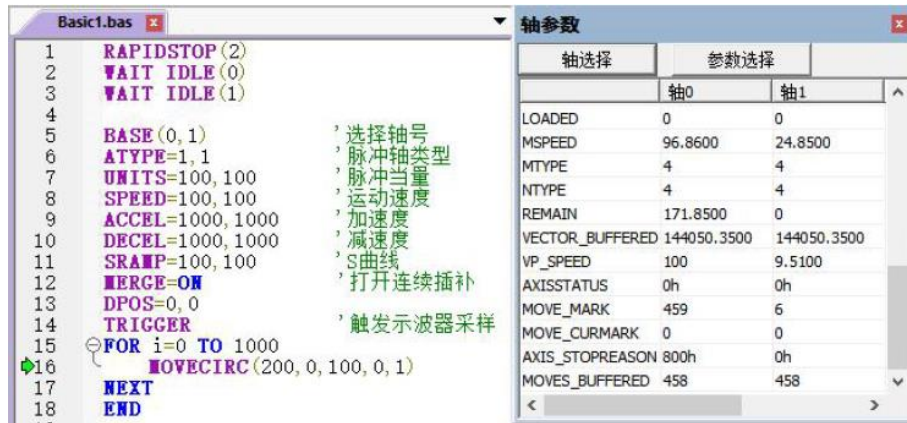 Basic1.bas
1 RAPIDSTOP(2)
2 WAIT IDLE(0)
3 WAIT IDLE(1)
4
5 BASE(0,1) '选择轴号
6 ATYPE=1,1 '脉冲轴类型
7 UNITS=100,100 '脉冲当量
8 SPEED=100,100 '运动速度
9 ACCEL=1000,1000 '加速度
10 DECEL=1000,1000 '减速度
11 SRAMP=100,100 'S曲线
12 MERGE=ON '打开连续插补
13 DPOS=0,0
14 TRIGGER '触发示波器采样
15 FOR i=0 TO 1000
16 MOVECIRC(200,0,100,0,1)
17 NEXT
18 END
轴参数
轴选择 参数选择
轴0 轴1
LOADED 0 0
MSPEED 96.8600 24.8500
MTYPE 4 4
NTYPE 4 4
REMAIN 171.8500 0
VECTOR_BUFFERED 144050.3500 144050.3500
VP_SPEED 100 9.5100
AXISSTATUS 0h 0h
MOVE_MARK 459 6
MOVE_CURMARK 0 0
AXIS_STOPREASON 800h 0h
MOVES_BUFFERED 458 458